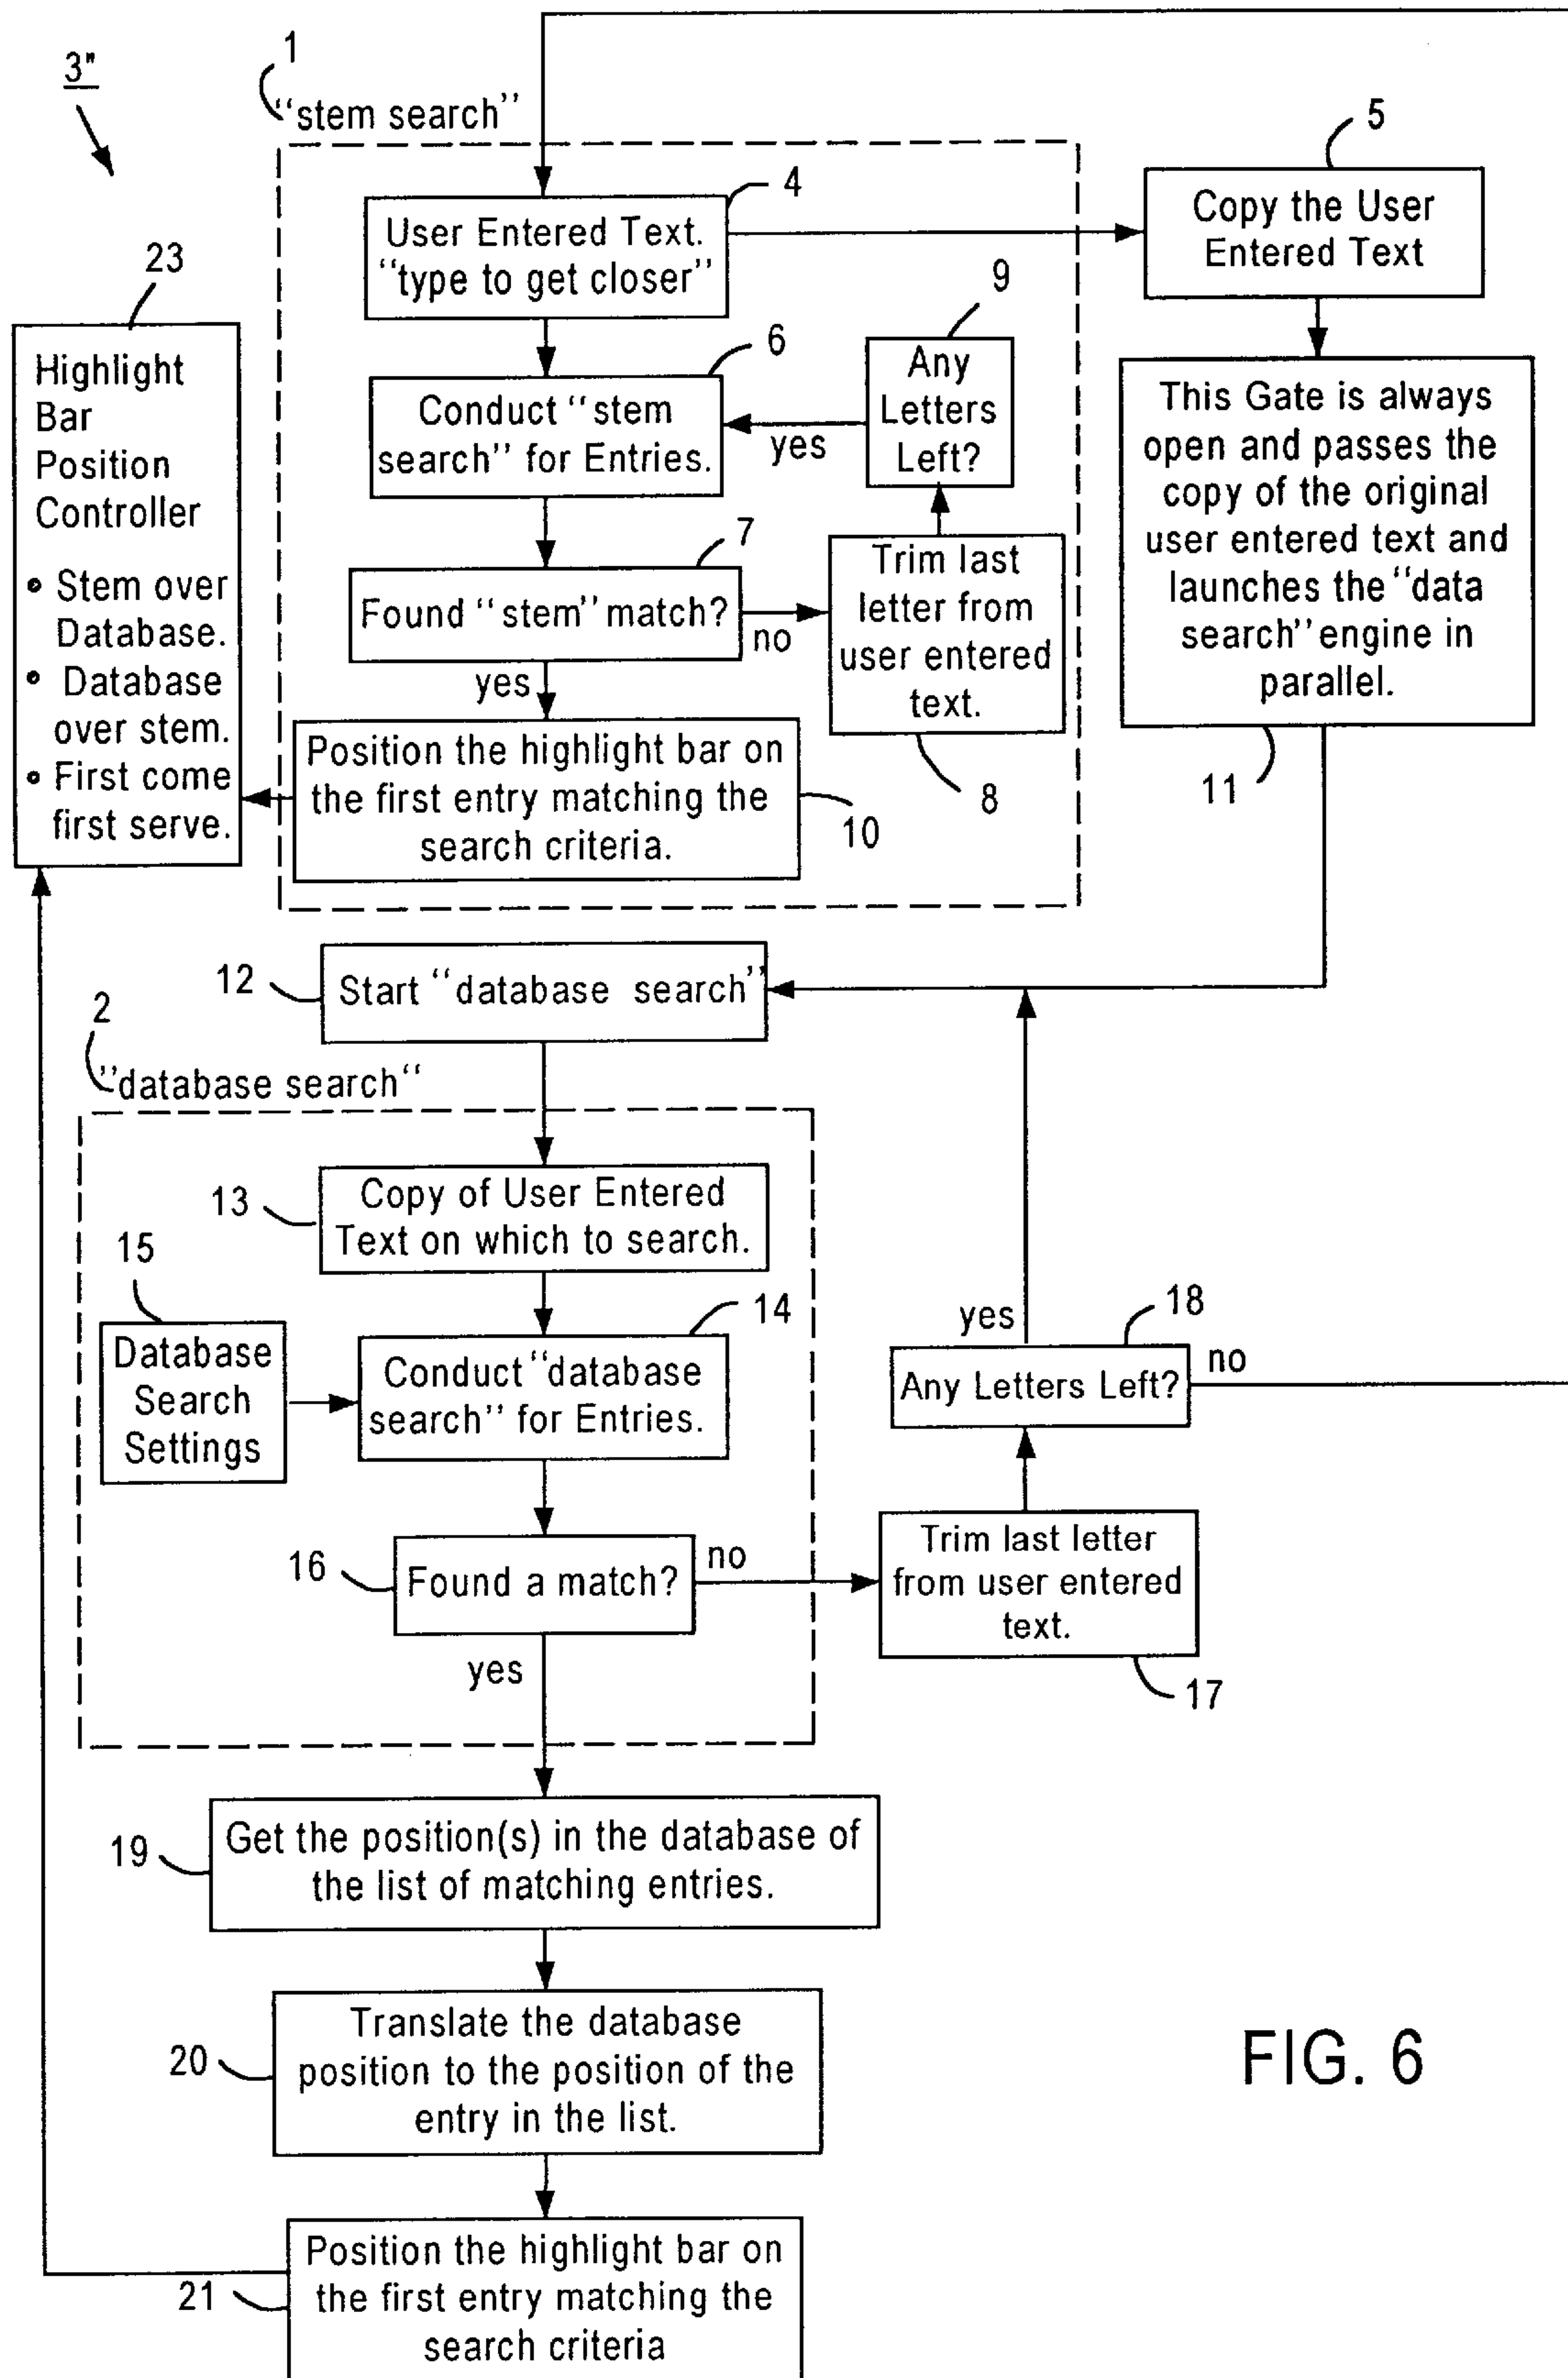 3"
1
"stem search"
4
User Entered Text.
"type to get closer"
5
Copy the User
Entered Text
23
Highlight
Bar
Position
Controller
• Stem over
Database.
• Database
over stem.
• First come
first serve.
6
Conduct "stem
search" for Entries.
9
Any
Letters
Left?
yes
This Gate is always
open and passes the
copy of the original
user entered text and
launches the "data
search" engine in
parallel.
11
7
Found "stem" match?
no
yes
Trim last
letter from
user entered
text.
8
Position the highlight bar on
the first entry matching the
search criteria.
10
12
Start "database search"
2
"database search"
13
Copy of User Entered
Text on which to search.
15
Database
Search
Settings
14
Conduct "database
search" for Entries.
yes
18
Any Letters Left?
no
16
Found a match?
no
yes
Trim last letter
from user entered
text.
17
19
Get the position(s) in the database of
the list of matching entries.
20
Translate the database
position to the position of the
entry in the list.
21
Position the highlight bar on
the first entry matching the
search criteria
FIG. 6